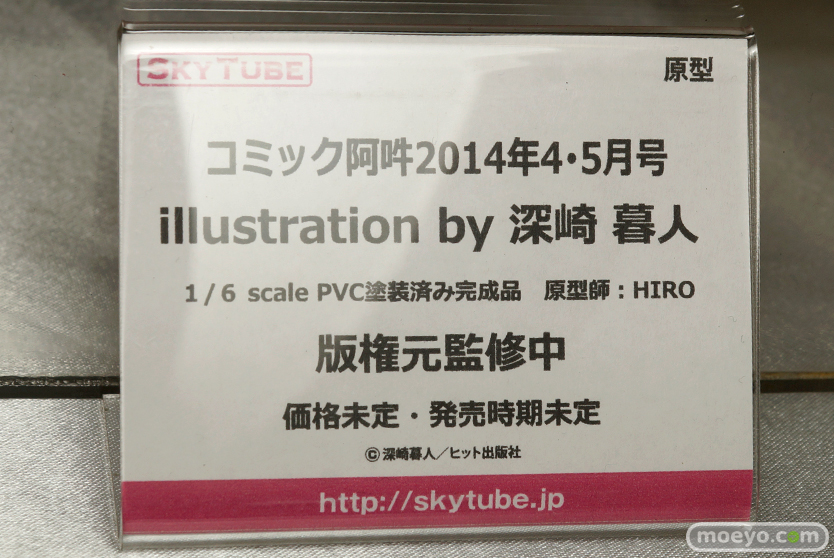 SKYTUBE
原型
コミック阿吽2014年4・5月号
illustration by 深崎 暮人
1/6 scale PVC塗装済み完成品 原型師：HIRO
版権元監修中
価格未定・発売時期未定
©深崎暮人／ヒット出版社
http://skytube.jp
moeyo.com